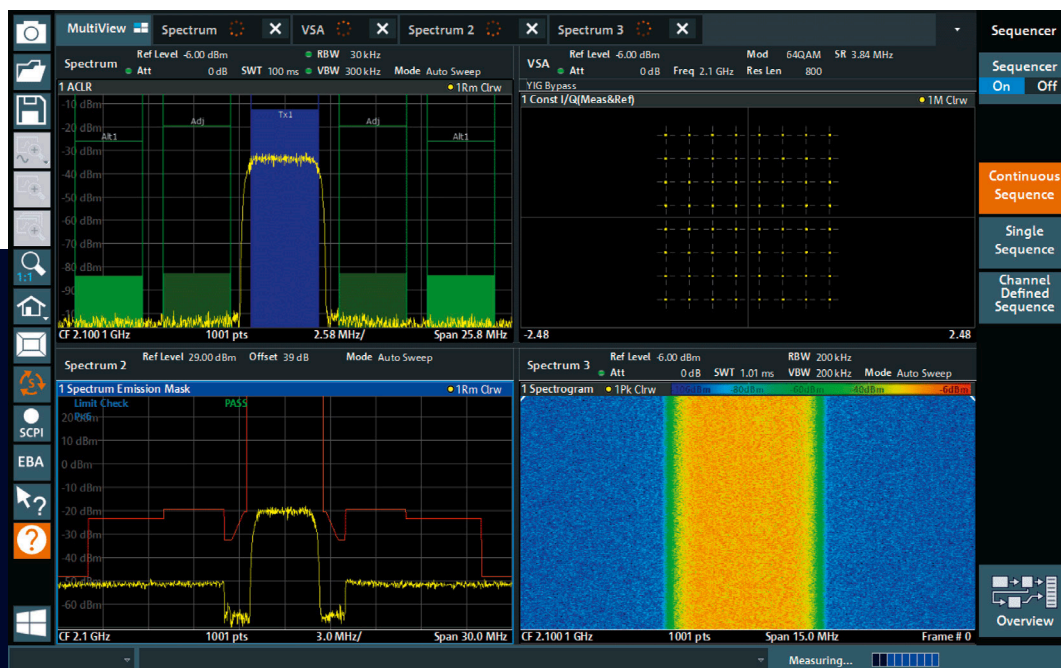 MultiView Spectrum VSA Spectrum 2 Spectrum 3
Sequencer
Spectrum
Ref Level -6.00 dBm RBW 30 kHz
Att 0 dB SWT 100 ms VBW 300 kHz Mode Auto Sweep
1 ACLR 1Rm Clrw
-10 dBm
-20 dBm
-30 dBm
-40 dBm
-50 dBm
-60 dBm
-70 dBm
-80 dBm
-90
Alt1 Adj Tx1 Adj Alt1
CF 2.100 1 GHz 1001 pts 2.58 MHz/ Span 25.8 MHz
VSA
Ref Level -6.00 dBm Mod 64QAM SR 3.84 MHz
Att 0 dB Freq 2.1 GHz Res Len 800
YIG Bypass
1 Const I/Q(Meas&Ref) 1M Clrw
-2.48 2.48
Spectrum 2
Ref Level 29.00 dBm Offset 39 dB Mode Auto Sweep
1 Spectrum Emission Mask 1Rm Clrw
Limit Check PASS
20 dBm
10 dBm
0 dBm
-10 dBm
-20 dBm
-30 dBm
-40 dBm
-60 dBm
CF 2.1 GHz 1001 pts 3.0 MHz/ Span 30.0 MHz
Spectrum 3
Ref Level -6.00 dBm RBW 200 kHz
Att 0 dB SWT 1.01 ms VBW 200 kHz Mode Auto Sweep
1 Spectrogram 1Pk Clrw -80dBm -60dBm -40dBm -6dBm
CF 2.100 1 GHz 1001 pts Span 15.0 MHz Frame # 0
Sequencer
On Off
Continuous
Sequence
Single
Sequence
Channel
Defined
Sequence
Overview
1:1
SCPI
EBA
Measuring...